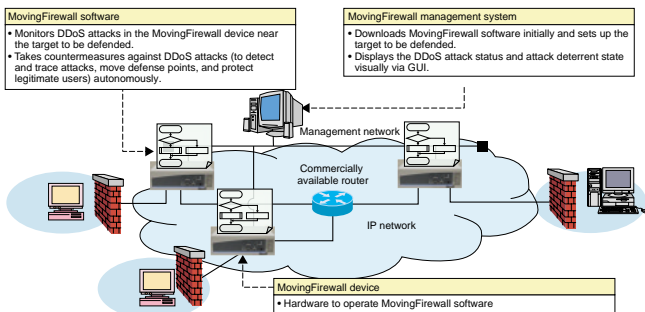 MovingFirewall software
• Monitors DDoS attacks in the MovingFirewall device near
the target to be defended.
• Takes countermeasures against DDoS attacks (to detect
and trace attacks, move defense points, and protect
legitimate users) autonomously.
MovingFirewall management system
• Downloads MovingFirewall software initially and sets up the
target to be defended.
• Displays the DDoS attack status and attack deterrent state
visually via GUI.
Management network
Commercially
available router
IP network
MovingFirewall device
• Hardware to operate MovingFirewall software